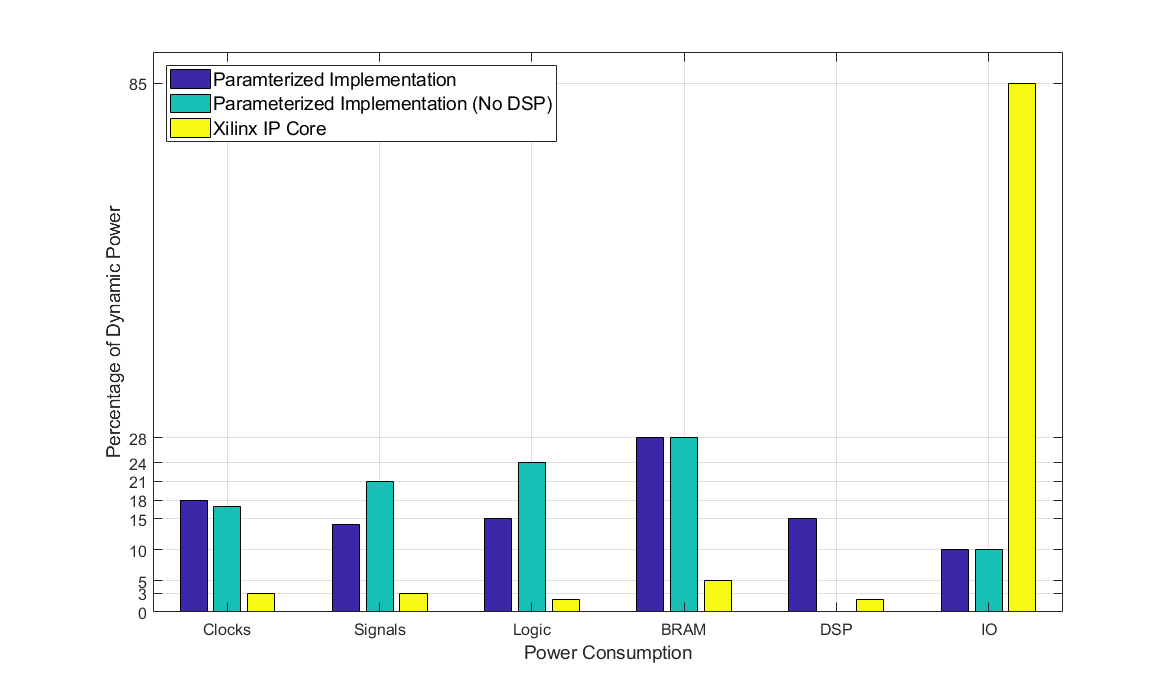 Paramterized Implementation
Parameterized Implementation (No DSP)
Xilinx IP Core
Percentage of Dynamic Power
85
28
24
21
18
15
10
5
3
0
Clocks Signals Logic BRAM DSP IO
Power Consumption